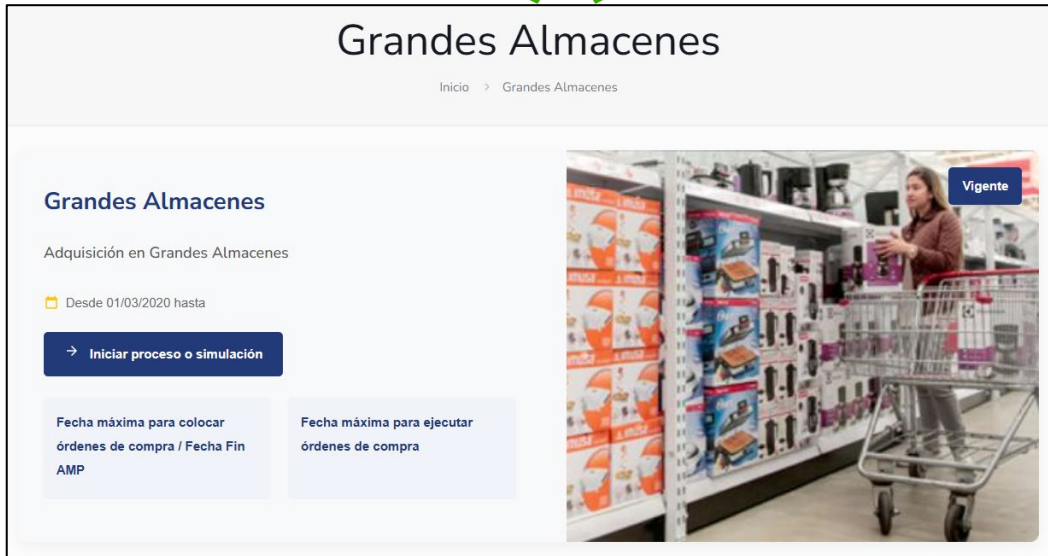 Grandes Almacenes
Inicio > Grandes Almacenes
Grandes Almacenes
Adquisición en Grandes Almacenes
Desde 01/03/2020 hasta
→ Iniciar proceso o simulación
Fecha máxima para colocar
órdenes de compra / Fecha Fin
AMP
Fecha máxima para ejecutar
órdenes de compra
Vigente
IMUSA